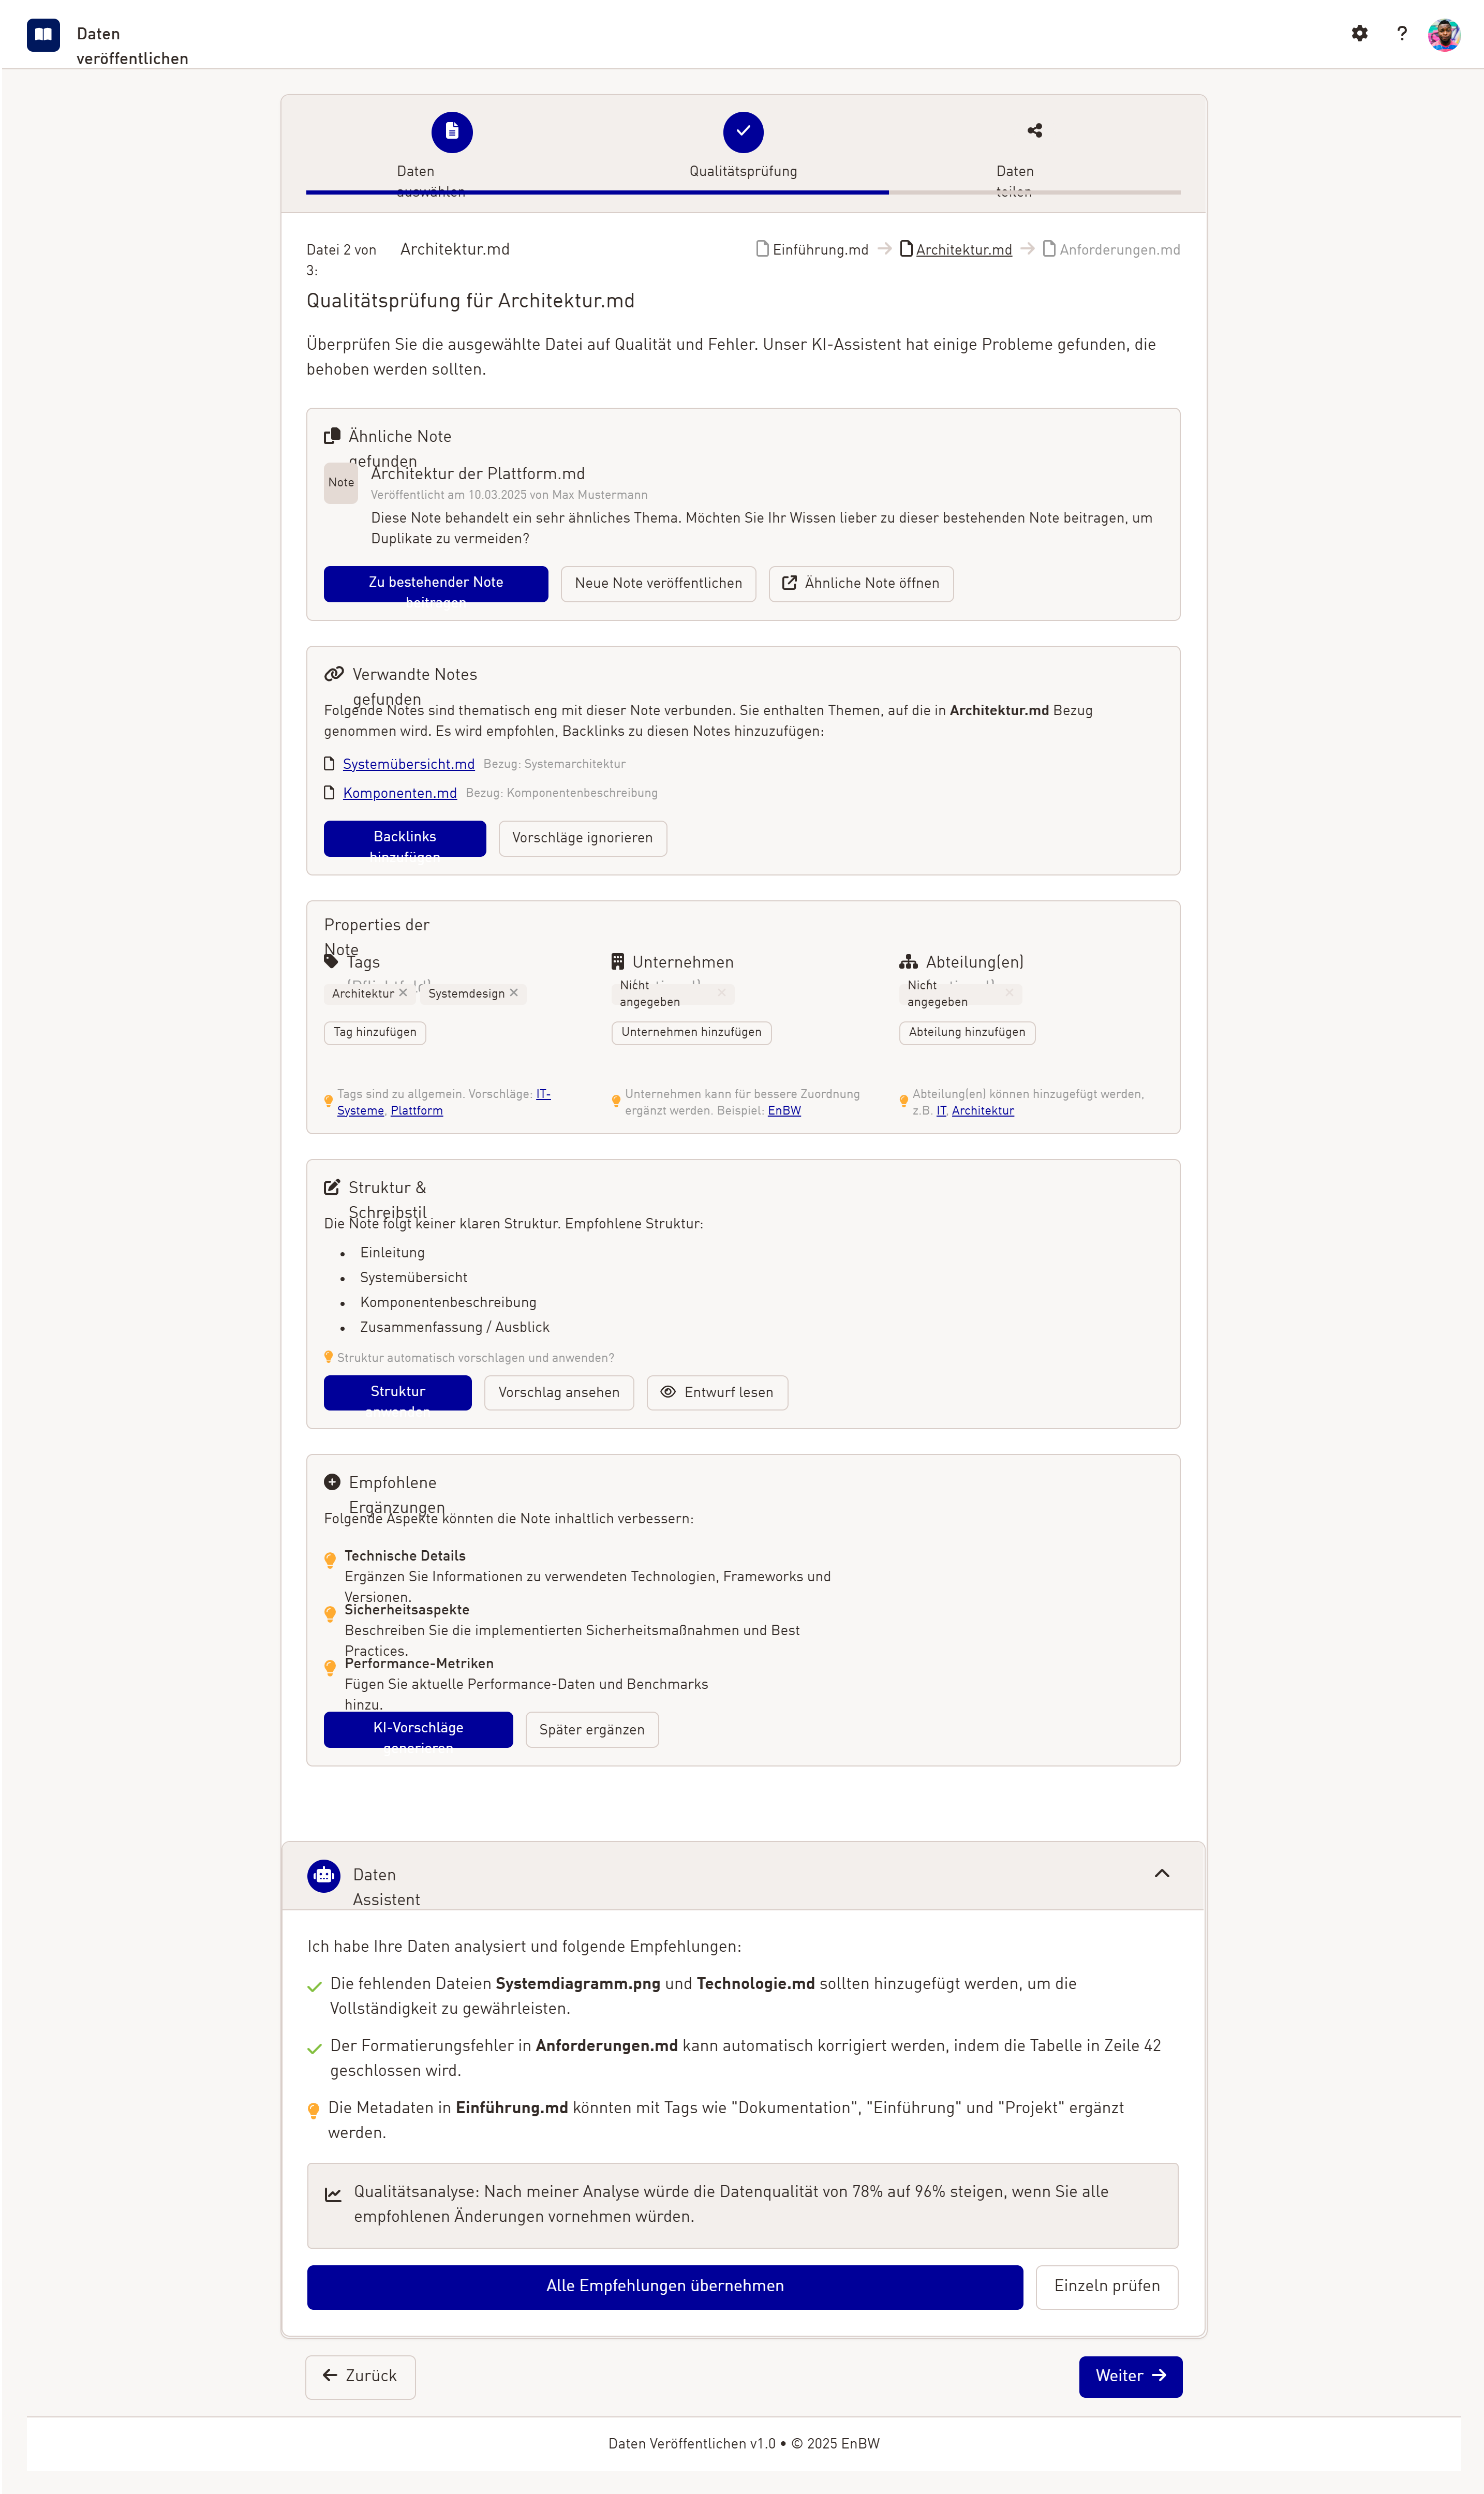 Daten
veröffentlichen
?
Daten
auswählen
Qualitätsprüfung
Daten
teilen
Datei 2 von
3:
Architektur.md
Einführung.md
Architektur.md
Anforderungen.md
Qualitätsprüfung für Architektur.md
Überprüfen Sie die ausgewählte Datei auf Qualität und Fehler. Unser KI-Assistent hat einige Probleme gefunden, die
behoben werden sollten.
Ähnliche Note
gefunden
Note
Architektur der Plattform.md
Veröffentlicht am 10.03.2025 von Max Mustermann
Diese Note behandelt ein sehr ähnliches Thema. Möchten Sie Ihr Wissen lieber zu dieser bestehenden Note beitragen, um
Duplikate zu vermeiden?
Zu bestehender Note
beitragen
Neue Note veröffentlichen
Ähnliche Note öffnen
Verwandte Notes
gefunden
Folgende Notes sind thematisch eng mit dieser Note verbunden. Sie enthalten Themen, auf die in Architektur.md Bezug
genommen wird. Es wird empfohlen, Backlinks zu diesen Notes hinzuzufügen:
Systemübersicht.md Bezug: Systemarchitektur
Komponenten.md Bezug: Komponentenbeschreibung
Backlinks
hinzufügen
Vorschläge ignorieren
Properties der
Note
Tags
(Pflichtfeld)
Architektur
Systemdesign
Tag hinzufügen
Tags sind zu allgemein. Vorschläge: IT-
Systeme, Plattform
Unternehmen
Nicht
angegeben
Unternehmen hinzufügen
Unternehmen kann für bessere Zuordnung
ergänzt werden. Beispiel: EnBW
Abteilung(en)
Nicht
angegeben
Abteilung hinzufügen
Abteilung(en) können hinzugefügt werden,
z.B. IT, Architektur
Struktur &
Schreibstil
Die Note folgt keiner klaren Struktur. Empfohlene Struktur:
• Einleitung
• Systemübersicht
• Komponentenbeschreibung
• Zusammenfassung / Ausblick
Struktur automatisch vorschlagen und anwenden?
Struktur
anwenden
Vorschlag ansehen
Entwurf lesen
Empfohlene
Ergänzungen
Folgende Aspekte könnten die Note inhaltlich verbessern:
Technische Details
Ergänzen Sie Informationen zu verwendeten Technologien, Frameworks und
Versionen.
Sicherheitsaspekte
Beschreiben Sie die implementierten Sicherheitsmaßnahmen und Best
Practices.
Performance-Metriken
Fügen Sie aktuelle Performance-Daten und Benchmarks
hinzu.
KI-Vorschläge
generieren
Später ergänzen
Daten
Assistent
Ich habe Ihre Daten analysiert und folgende Empfehlungen:
Die fehlenden Dateien Systemdiagramm.png und Technologie.md sollten hinzugefügt werden, um die
Vollständigkeit zu gewährleisten.
Der Formatierungsfehler in Anforderungen.md kann automatisch korrigiert werden, indem die Tabelle in Zeile 42
geschlossen wird.
Die Metadaten in Einführung.md könnten mit Tags wie "Dokumentation", "Einführung" und "Projekt" ergänzt
werden.
Qualitätsanalyse: Nach meiner Analyse würde die Datenqualität von 78% auf 96% steigen, wenn Sie alle
empfohlenen Änderungen vornehmen würden.
Alle Empfehlungen übernehmen
Einzeln prüfen
Zurück
Weiter
Daten Veröffentlichen v1.0 • © 2025 EnBW